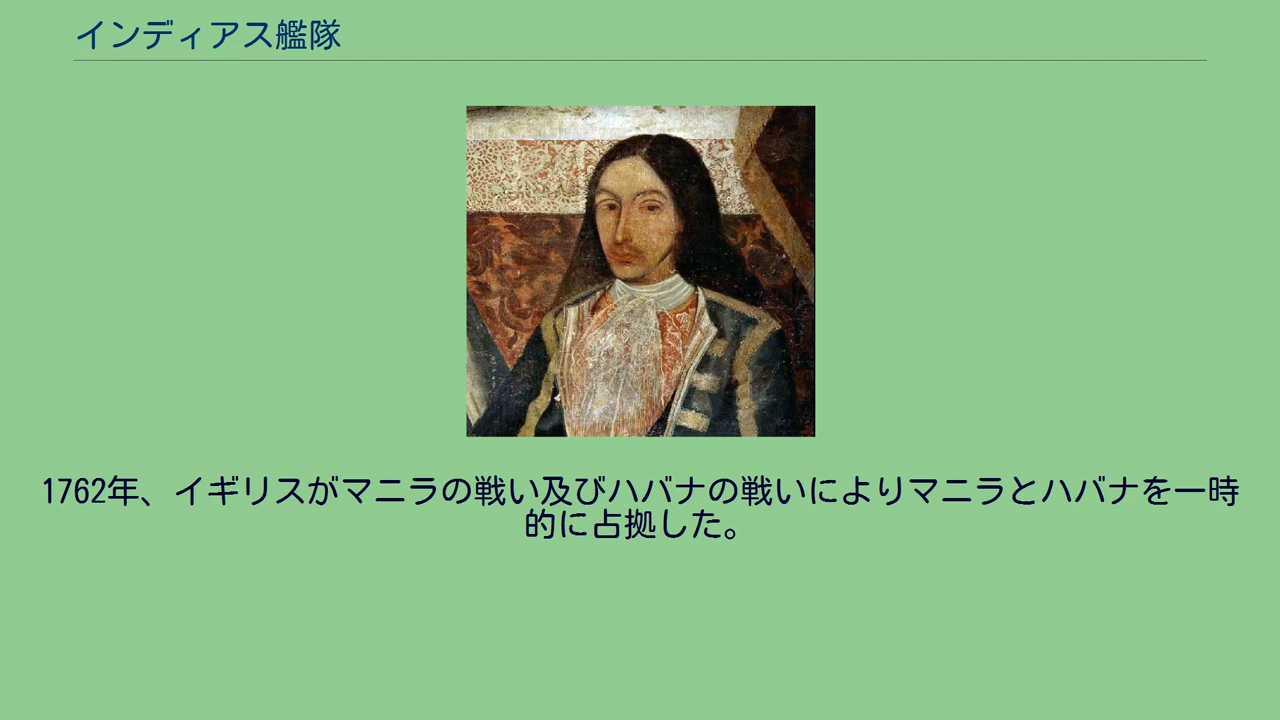 インディアス艦隊
1762年、イギリスがマニラの戦い及びハバナの戦いによりマニラとハバナを一時
的に占拠した。